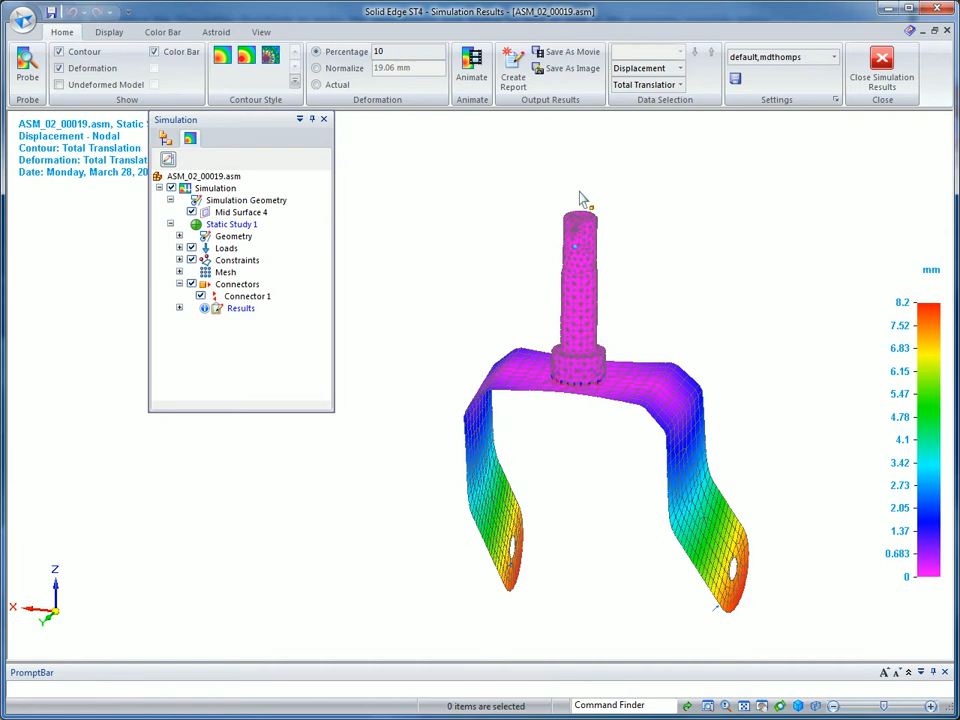 Solid Edge ST4 - Simulation Results - [ASM_02_00019.asm]
Home Display Color Bar Astroid View
Probe
Contour Color Bar
Deformation
Undeformed Model
Probe Show
Contour Style
Percentage 10
Normalize 19.06 mm
Actual
Deformation
Animate
Animate
Create Report
Save As Movie
Save As Image
Output Results
Displacement
Total Translation
Data Selection
default,mdthomps
Settings
Close Simulation Results
Close
ASM_02_00019.asm, Static S
Displacement - Nodal
Contour: Total Translation
Deformation: Total Translat
Date: Monday, March 28, 20
Simulation
ASM_02_00019.asm
Simulation
Simulation Geometry
Mid Surface 4
Static Study 1
Geometry
Loads
Constraints
Mesh
Connectors
Connector 1
Results
mm
8.2
7.52
6.83
6.15
5.47
4.78
4.1
3.42
2.73
2.05
1.37
0.683
0
Z
X
Y
PromptBar
0 items are selected
Command Finder